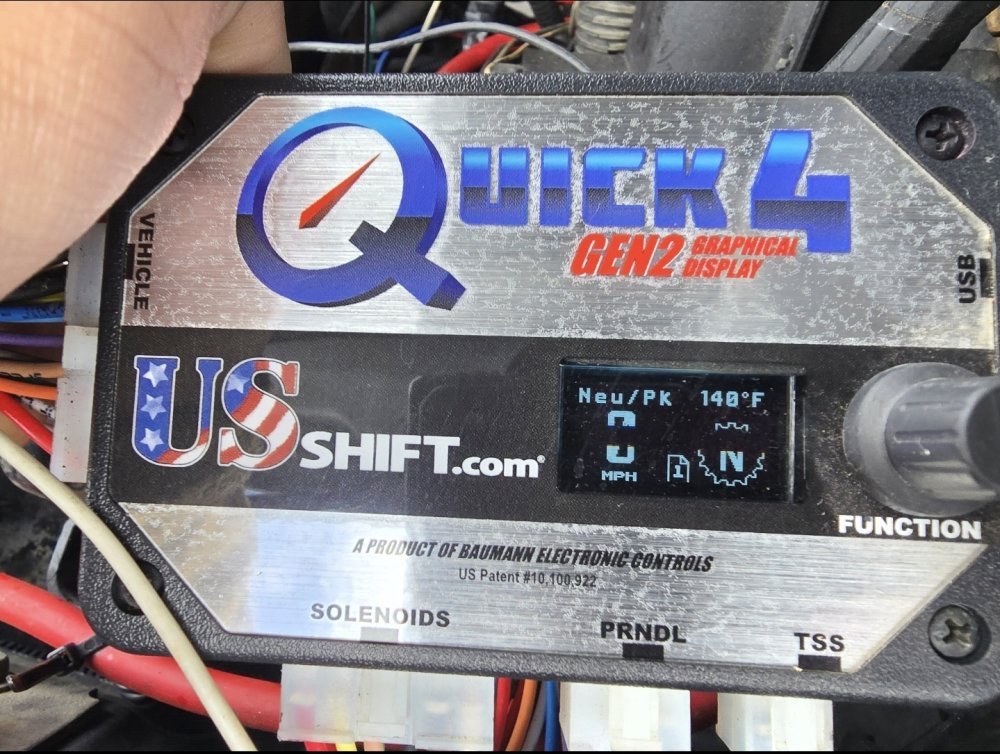 QUICK 4
GEN2 GRAPHICAL
DISPLAY
VEHICLE
USB
US SHIFT.com®
Neu/Pk 140°F
0
MPH 1 N
FUNCTION
A PRODUCT OF BAUMANN ELECTRONIC CONTROLS
US Patent #10,100,922
SOLENOIDS
PRNDL
TSS